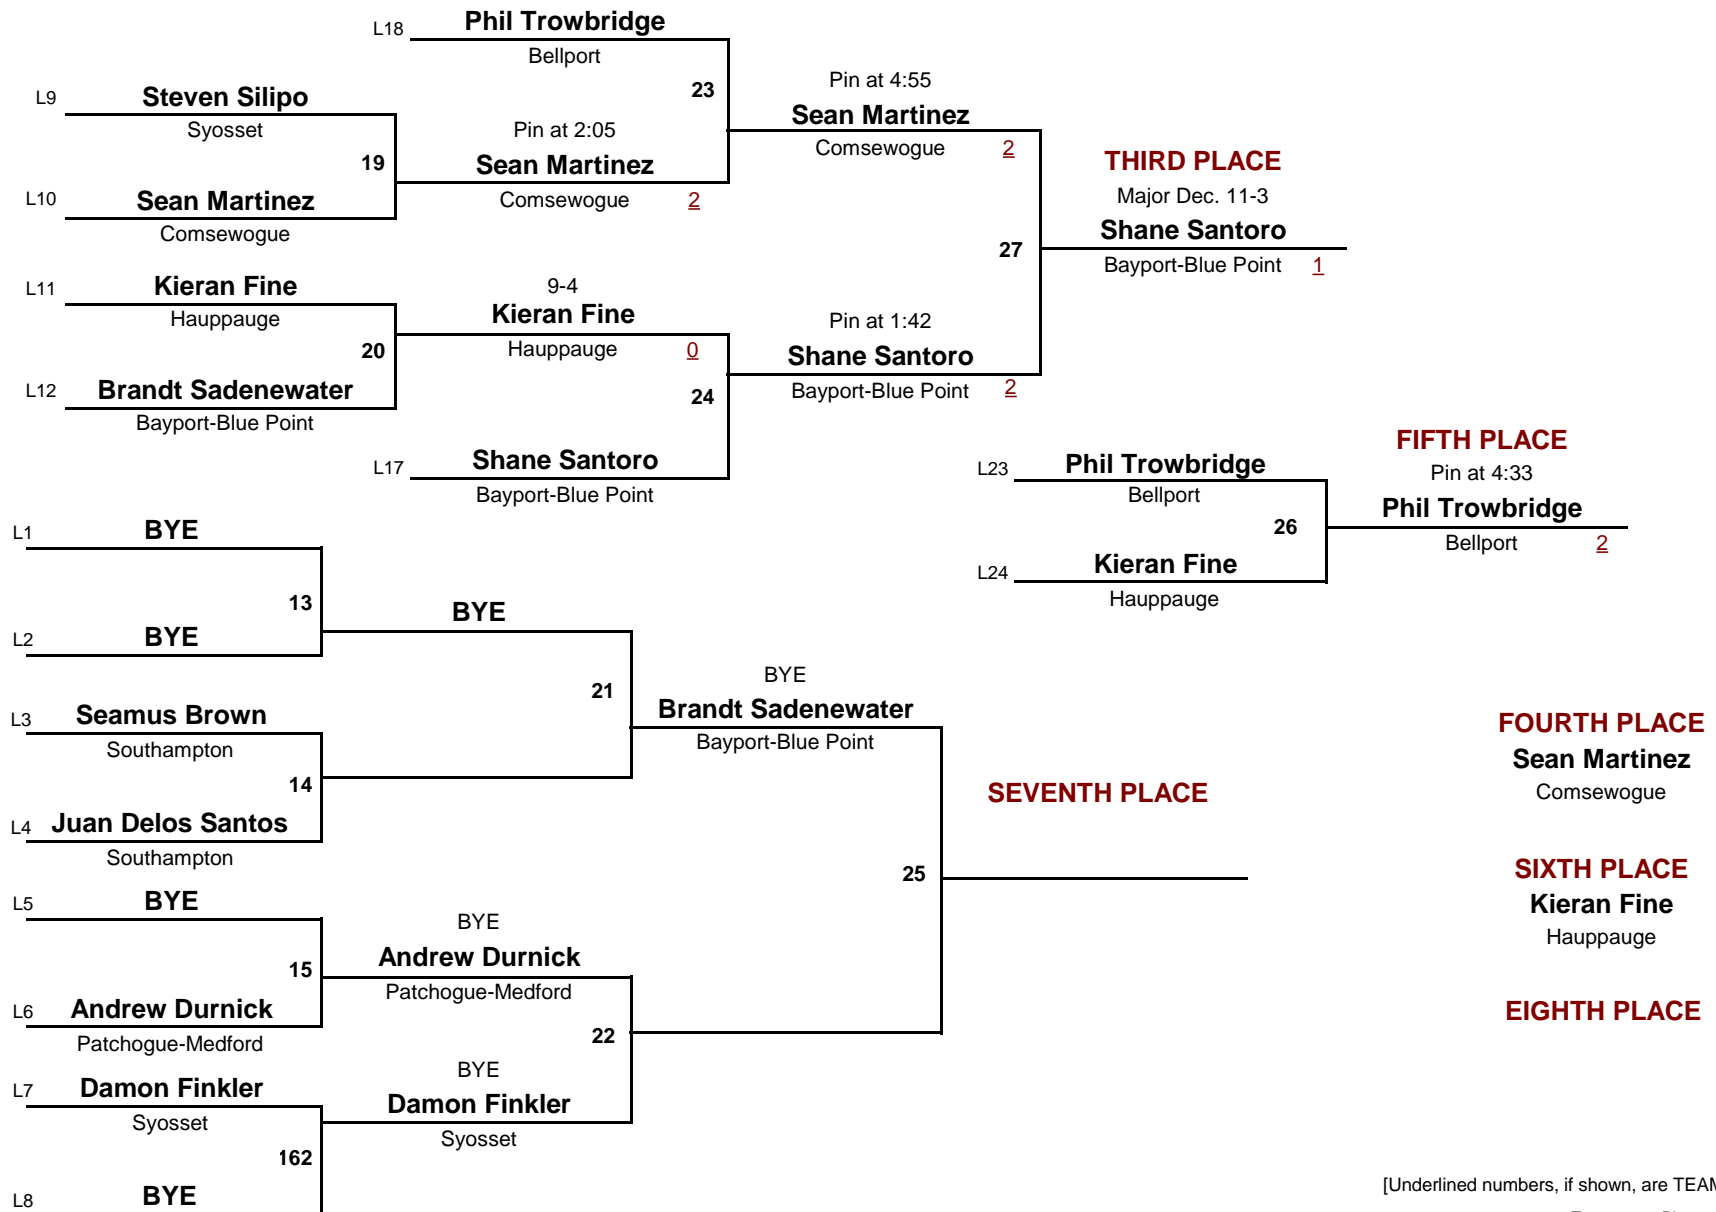 L18 Phil Trowbridge
Bellport
23
L9 Steven Silipo
Syosset
19
L10 Sean Martinez
Comsewogue
Pin at 2:05
Sean Martinez
Comsewogue 2
Pin at 4:55
Sean Martinez
Comsewogue 2
THIRD PLACE
Major Dec. 11-3
Shane Santoro
Bayport-Blue Point 1
27
L11 Kieran Fine
Hauppauge
20
L12 Brandt Sadenewater
Bayport-Blue Point
9-4
Kieran Fine
Hauppauge 0
24
L17 Shane Santoro
Bayport-Blue Point
Pin at 1:42
Shane Santoro
Bayport-Blue Point 2
L23 Phil Trowbridge
Bellport
26
L24 Kieran Fine
Hauppauge
FIFTH PLACE
Pin at 4:33
Phil Trowbridge
Bellport 2
L1 BYE
13
L2 BYE
BYE
21
L3 Seamus Brown
Southampton
14
L4 Juan Delos Santos
Southampton
BYE
Brandt Sadenewater
Bayport-Blue Point
SEVENTH PLACE
25
L5 BYE
15
L6 Andrew Durnick
Patchogue-Medford
BYE
Andrew Durnick
Patchogue-Medford
22
L7 Damon Finkler
Syosset
162
L8 BYE
BYE
Damon Finkler
Syosset
FOURTH PLACE
Sean Martinez
Comsewogue
SIXTH PLACE
Kieran Fine
Hauppauge
EIGHTH PLACE
[Underlined numbers, if shown, are TEAM